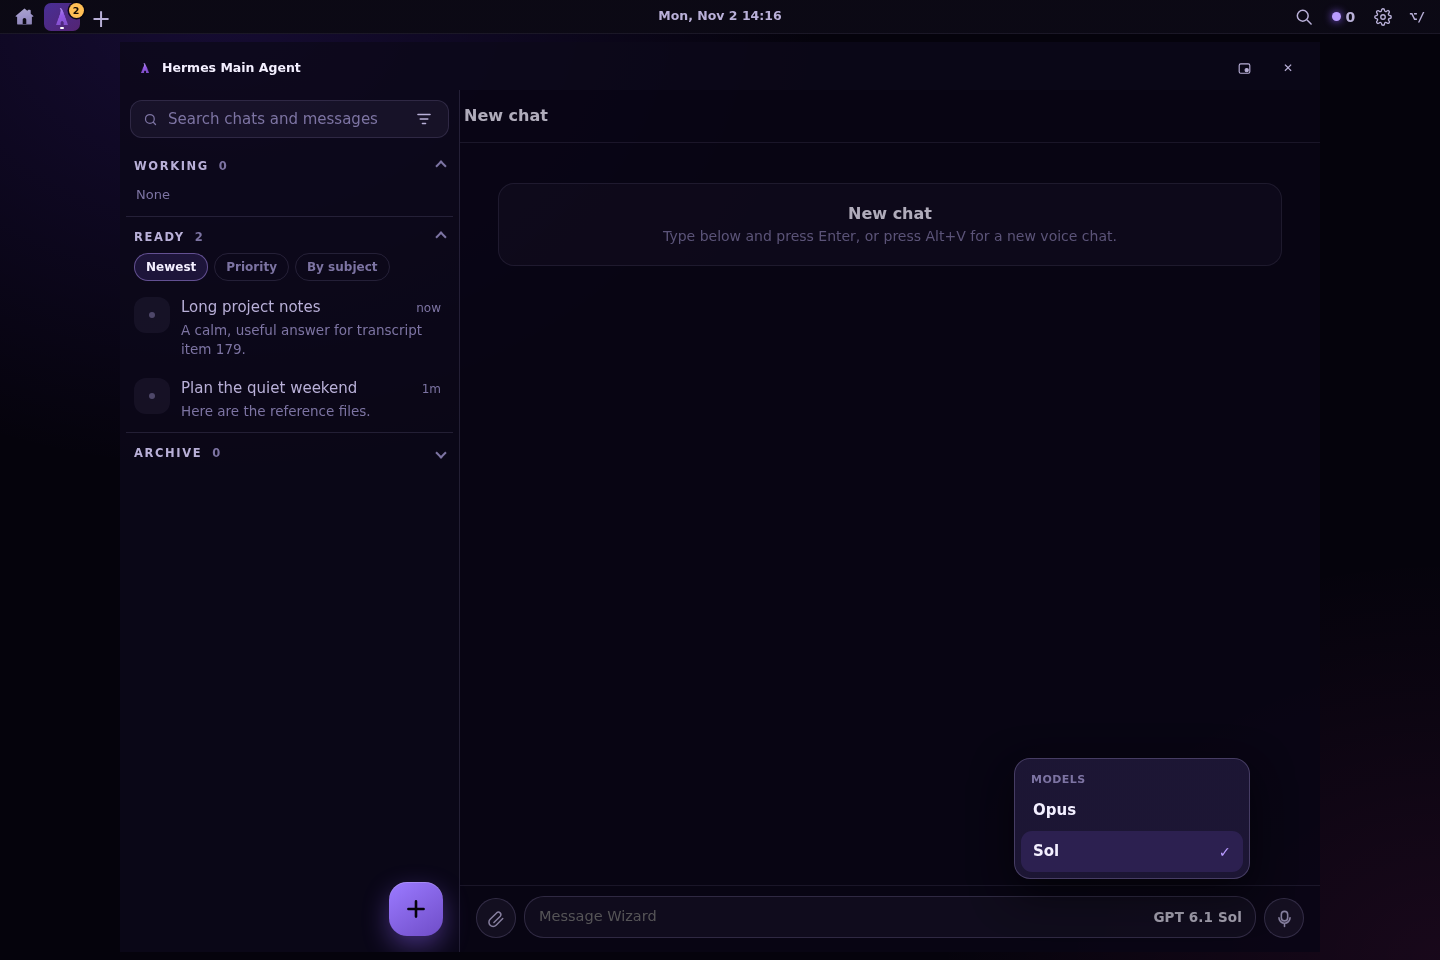 2
Mon, Nov 2 14:16
0
⌥/
Hermes Main Agent
×
Search chats and messages
WORKING 0
None
READY 2
Newest Priority By subject
Long project notes now
A calm, useful answer for transcript
item 179.
Plan the quiet weekend 1m
Here are the reference files.
ARCHIVE 0
New chat
New chat
Type below and press Enter, or press Alt+V for a new voice chat.
MODELS
Opus
Sol ✓
Message Wizard GPT 6.1 Sol